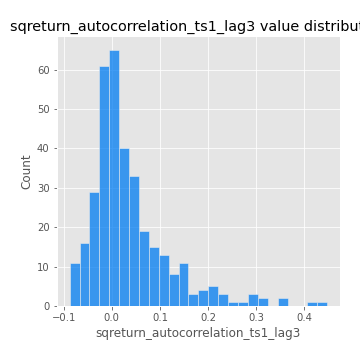 sqreturn_autocorrelation_ts1_lag3 value distribut
60
50
40
30
20
10
0
Count
−0.1 0.0 0.1 0.2 0.3 0.4
sqreturn_autocorrelation_ts1_lag3